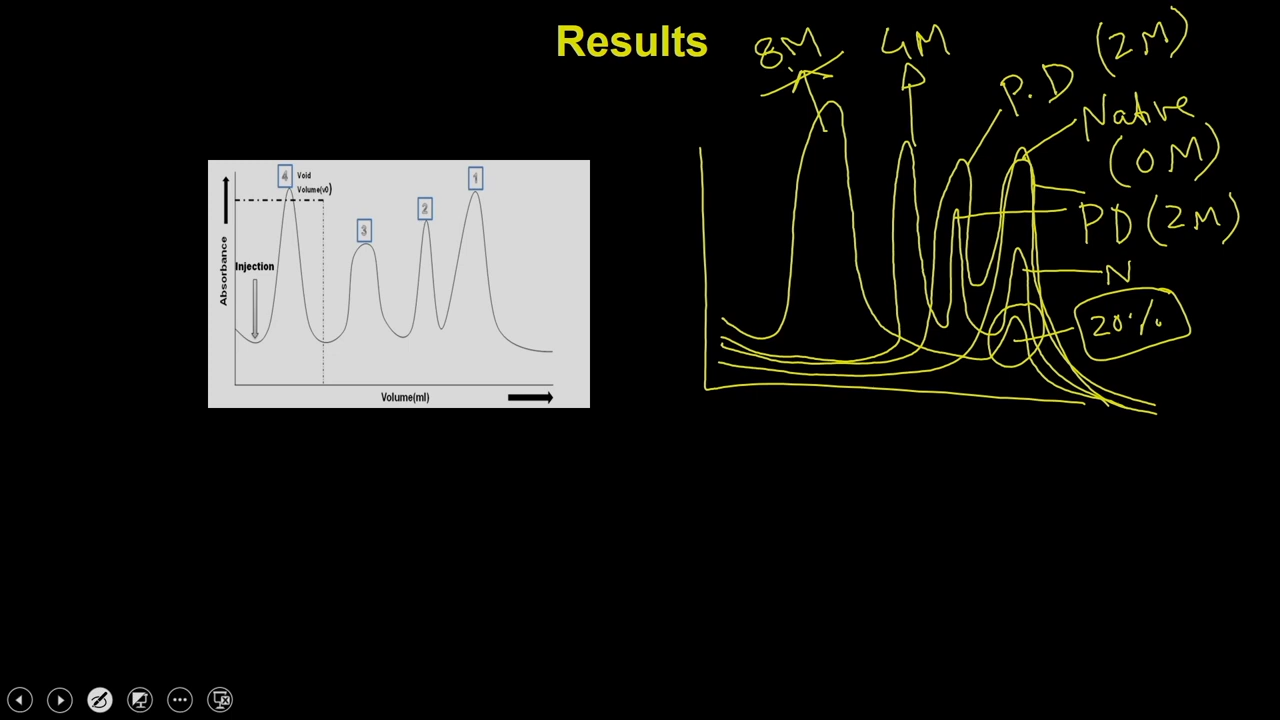 Results
4
Void
Volume(v0)
1
2
3
Injection
Absorbance
Volume(ml)
8M
4M
P.D
(2M)
Native
(0M)
PD (2M)
N
20%